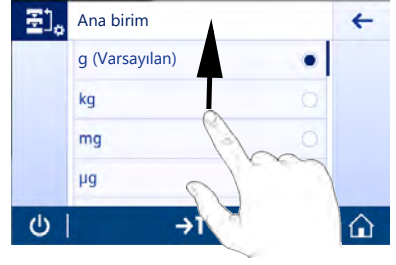 Ana birim
g (Varsayılan)
kg
mg
µg
→T